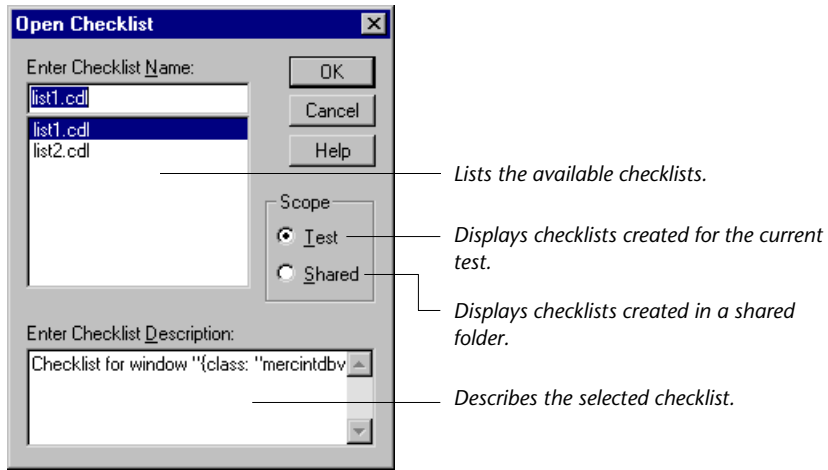 Open Checklist
Enter Checklist Name:
list1.cdl
list1.cdl
list2.cdl
OK
Cancel
Help
Scope
Test
Shared
Enter Checklist Description:
Checklist for window "{class: "mercintdbv
Lists the available checklists.
Displays checklists created for the current
test.
Displays checklists created in a shared
folder.
Describes the selected checklist.